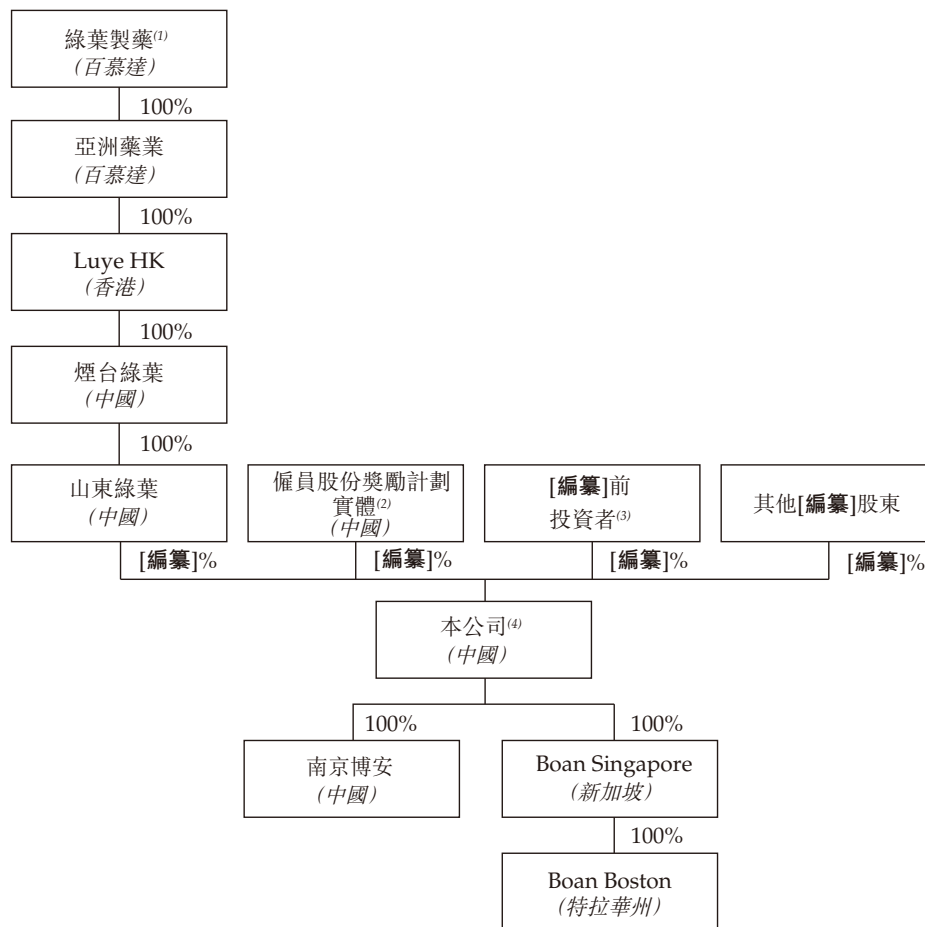 綠葉製藥(1)
(百慕達)
100%
亞洲藥業
(百慕達)
100%
Luye HK
(香港)
100%
煙台綠葉
(中國)
100%
山東綠葉
(中國)
僱員股份獎勵計劃
實體(2)
(中國)
[編纂]前
投資者(3)
其他[編纂]股東
[編纂]%
[編纂]%
[編纂]%
[編纂]%
本公司(4)
(中國)
100%
100%
南京博安
(中國)
Boan Singapore
(新加坡)
100%
Boan Boston
(特拉華州)